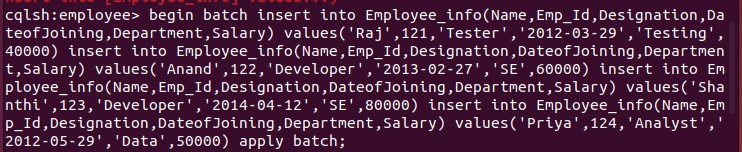 cqlsh:employee> begin batch insert into Employee_info(Name,Emp_Id,Designation,Da
teofJoining,Department,Salary) values('Raj',121,'Tester','2012-03-29','Testing',
40000) insert into Employee_info(Name,Emp_Id,Designation,DateofJoining,Departmen
t,Salary) values('Anand',122,'Developer','2013-02-27','SE',60000) insert into Em
ployee_info(Name,Emp_Id,Designation,DateofJoining,Department,Salary) values('Sha
nthi',123,'Developer','2014-04-12','SE',80000) insert into Employee_info(Name,Em
p_Id,Designation,DateofJoining,Department,Salary) values('Priya',124,'Analyst','
2012-05-29','Data',50000) apply batch;